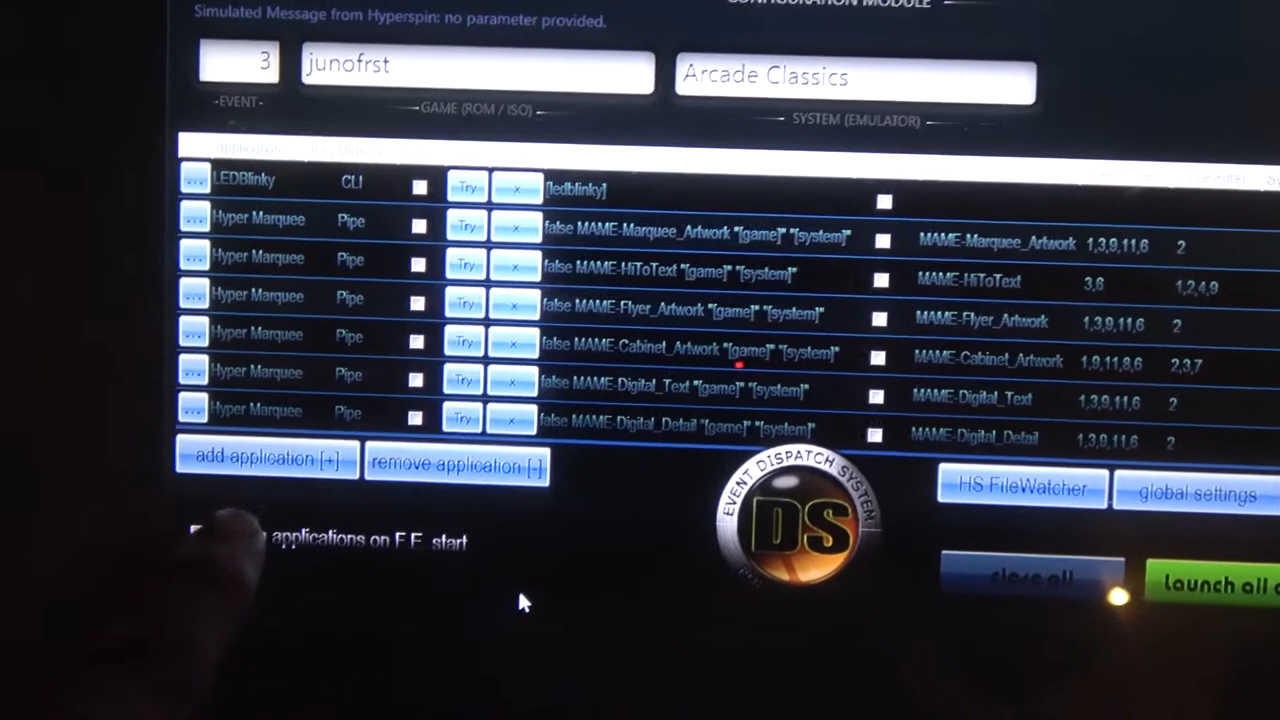 CONFIGURATION MODULE
Simulated Message from Hyperspin: no parameter provided.
3 junofrst Arcade Classics
-EVENT- GAME (ROM / ISO) SYSTEM (EMULATOR)
... LEDBlinky CLI Try x [ledblinky]
... Hyper Marquee Pipe Try x false MAME-Marquee_Artwork "[game]" "[system]" MAME-Marquee_Artwork 1,3,9,11,6 2
... Hyper Marquee Pipe Try x false MAME-HiToText "[game]" "[system]" MAME-HiToText 3,6 1,2,4,9
... Hyper Marquee Pipe Try x false MAME-Flyer_Artwork "[game]" "[system]" MAME-Flyer_Artwork 1,3,9,11,6 2
... Hyper Marquee Pipe Try x false MAME-Cabinet_Artwork "[game]" "[system]" MAME-Cabinet_Artwork 1,9,11,8,6 2,3,7
... Hyper Marquee Pipe Try x false MAME-Digital_Text "[game]" "[system]" MAME-Digital_Text 1,3,9,11,6 2
... Hyper Marquee Pipe Try x false MAME-Digital_Detail "[game]" "[system]" MAME-Digital_Detail 1,3,9,11,6 2
add application [+] remove application [-] HS FileWatcher global settings
EVENT DISPATCH SYSTEM
DS
applications on F.E. start
close all Launch all